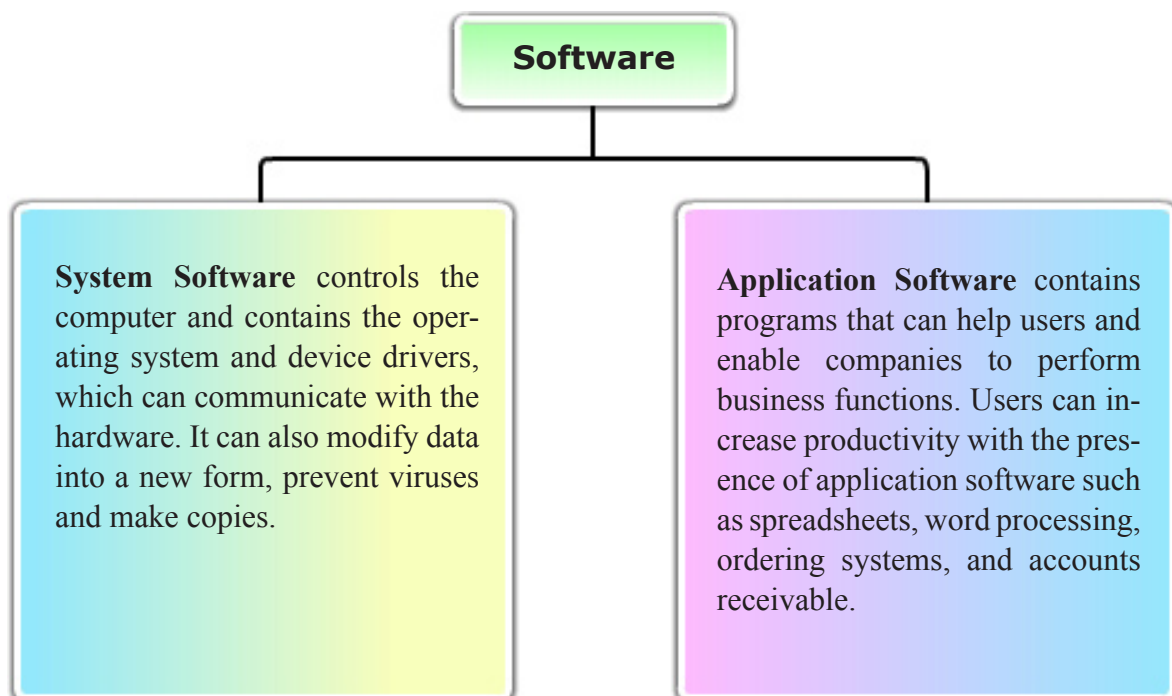 Software
System Software controls the
computer and contains the oper-
ating system and device drivers,
which can communicate with the
hardware. It can also modify data
into a new form, prevent viruses
and make copies.
Application Software contains
programs that can help users and
enable companies to perform
business functions. Users can in-
crease productivity with the pres-
ence of application software such
as spreadsheets, word processing,
ordering systems, and accounts
receivable.